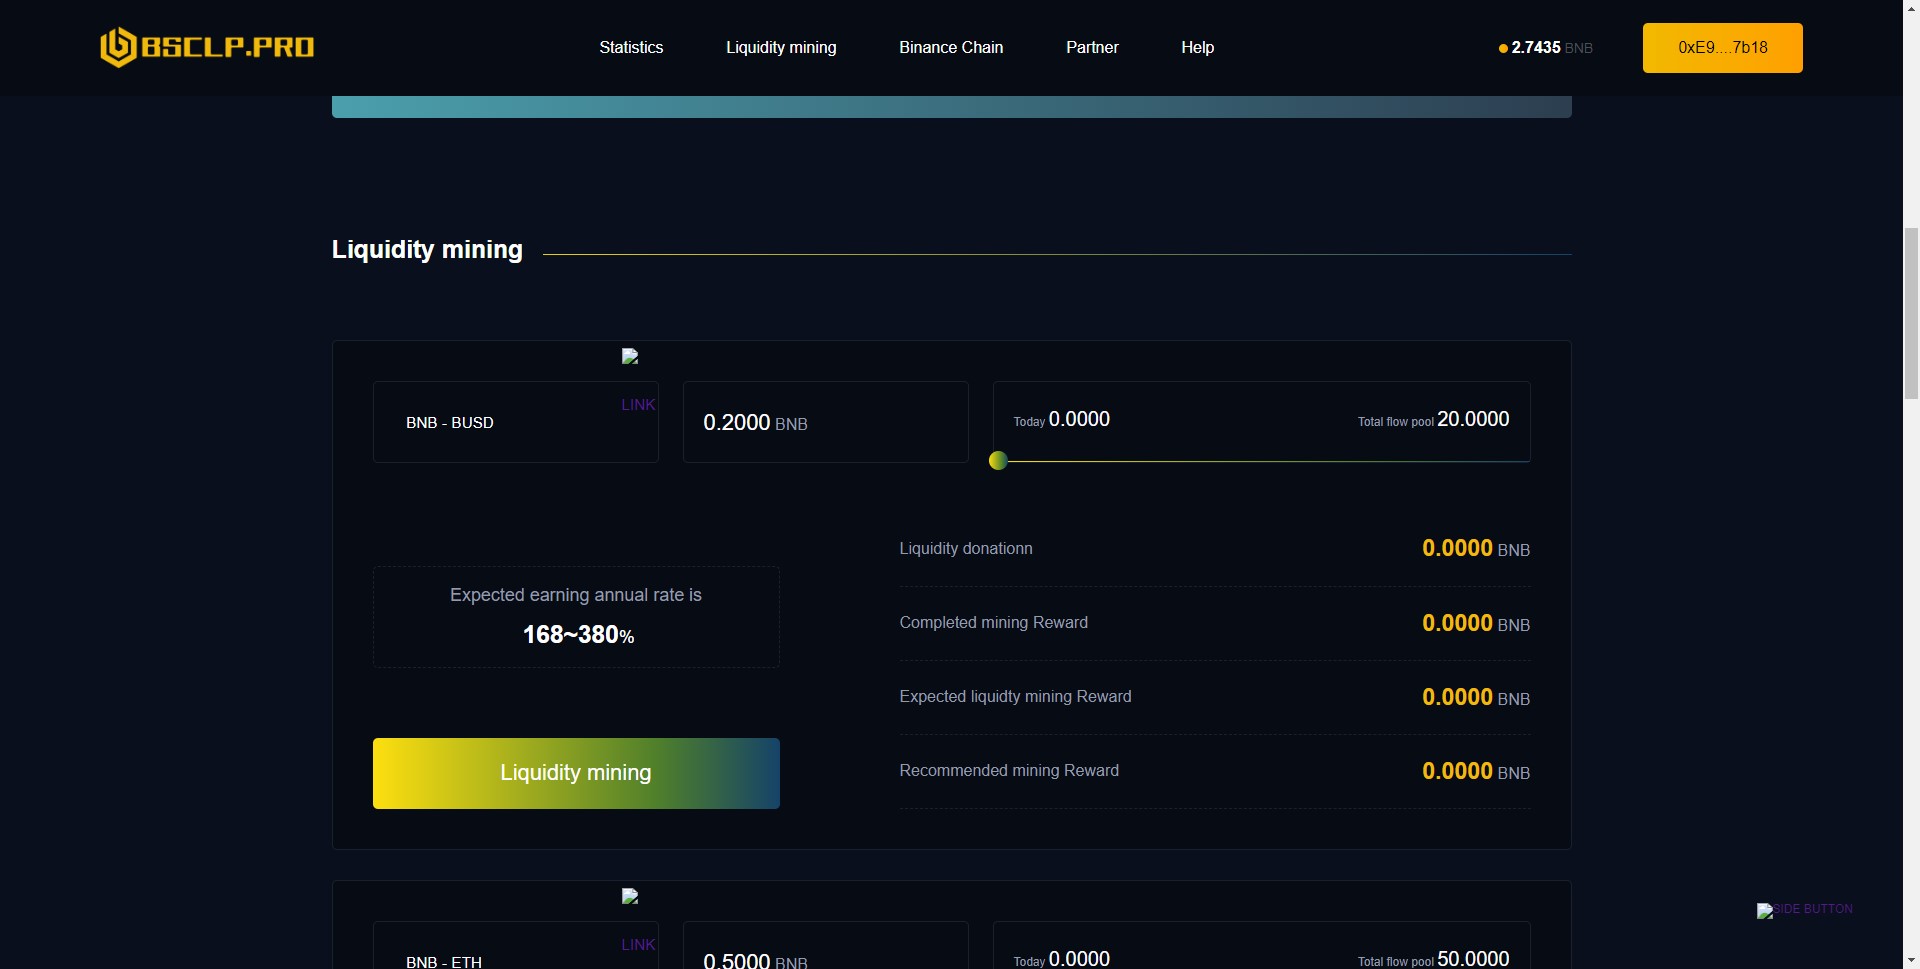 BSCLP.PRO
Statistics
Liquidity mining
Binance Chain
Partner
Help
2.7435 BNB
0xE9....7b18
Liquidity mining
LINK
BNB - BUSD
0.2000 BNB
Today 0.0000
Total flow pool 20.0000
Expected earning annual rate is
168~380%
Liquidity mining
Liquidity donationn
0.0000 BNB
Completed mining Reward
0.0000 BNB
Expected liquidty mining Reward
0.0000 BNB
Recommended mining Reward
0.0000 BNB
SIDE BUTTON
LINK
BNB - ETH
0.5000 BNB
Today 0.0000
Total flow pool 50.0000